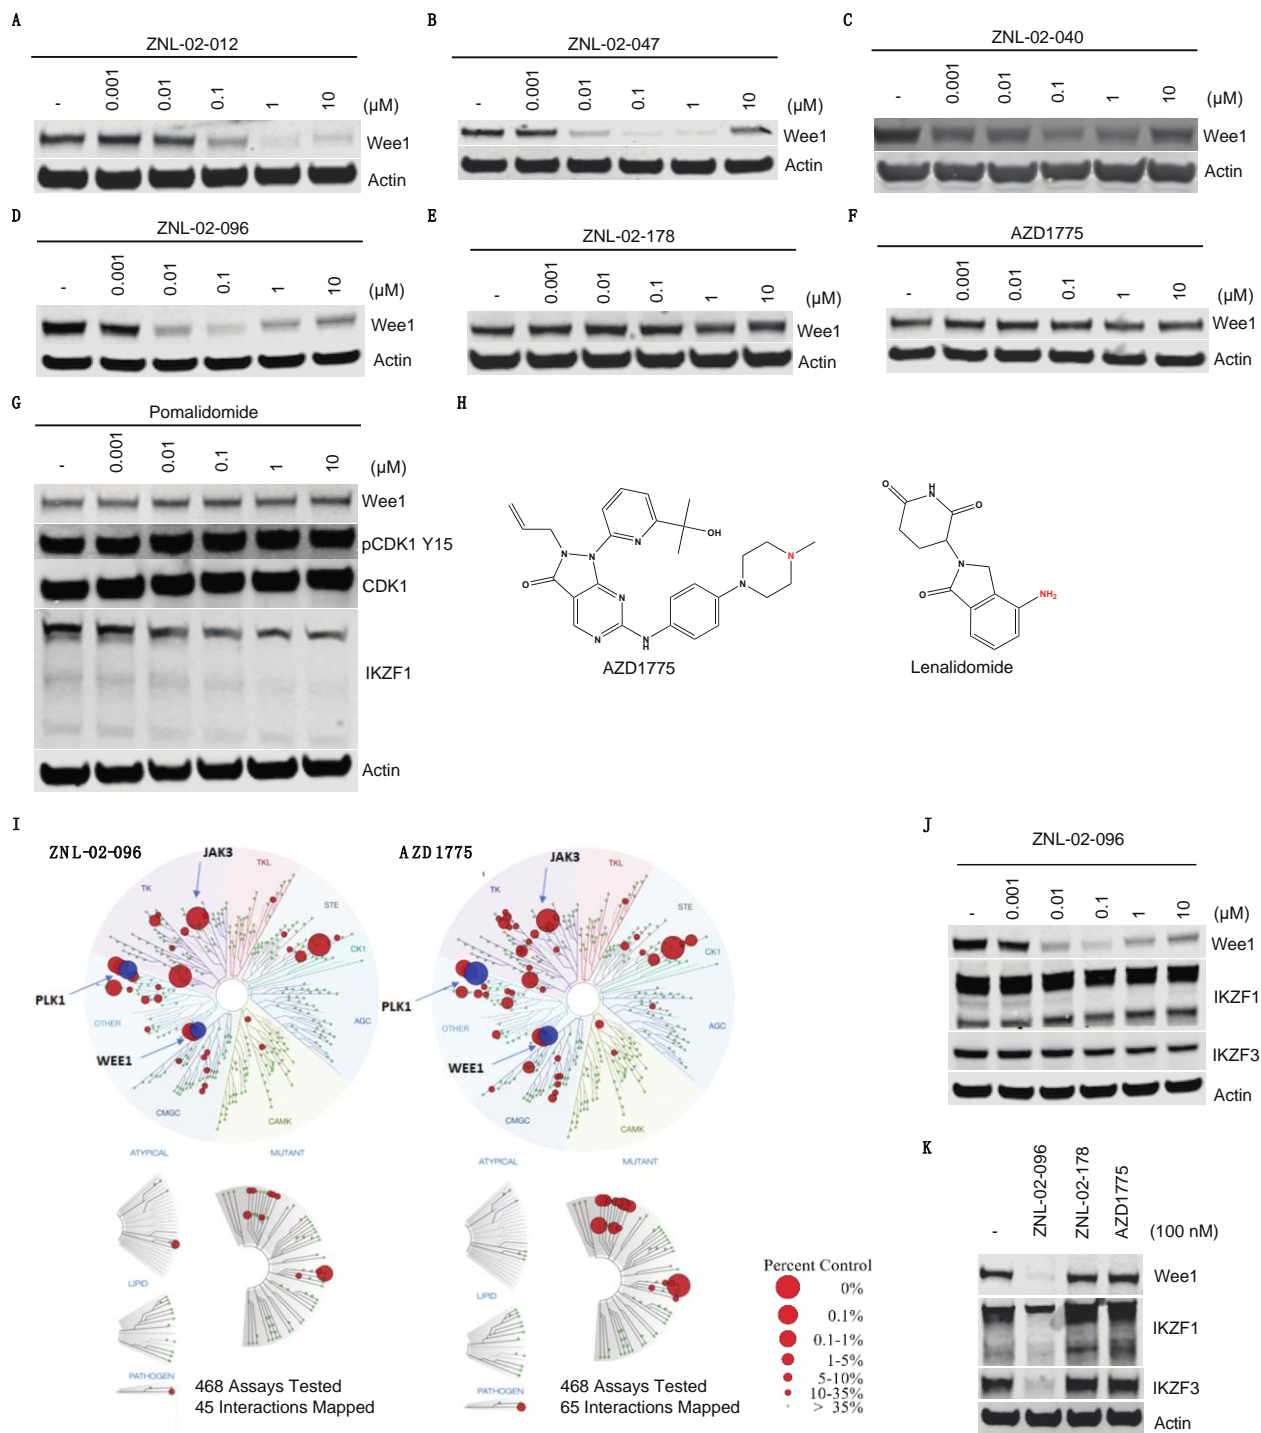 A
ZNL-02-012
- 0.001 0.01 0.1 1 10 (μM)
Wee1
Actin
B
ZNL-02-047
- 0.001 0.01 0.1 1 10 (μM)
Wee1
Actin
C
ZNL-02-040
- 0.001 0.01 0.1 1 10 (μM)
Wee1
Actin
D
ZNL-02-096
- 0.001 0.01 0.1 1 10 (μM)
Wee1
Actin
E
ZNL-02-178
- 0.001 0.01 0.1 1 10 (μM)
Wee1
Actin
F
AZD1775
- 0.001 0.01 0.1 1 10 (μM)
Wee1
Actin
G
Pomalidomide
- 0.001 0.01 0.1 1 10 (μM)
Wee1
pCDK1 Y15
CDK1
IKZF1
Actin
H
O N N O N N N N H OH N N
AZD1775
O H N O N O NH2
Lenalidomide
I
ZNL-02-096
JAK3
TK
TKL
STE
CK1
PLK1
OTHER
AGC
WEE1
CMGC
CAMK
ATYPICAL
MUTANT
LIPID
PATHOGEN
468 Assays Tested
45 Interactions Mapped
AZD1775
JAK3
TK
TKL
STE
CK1
PLK1
OTHER
AGC
WEE1
CMGC
CAMK
ATYPICAL
MUTANT
LIPID
PATHOGEN
468 Assays Tested
65 Interactions Mapped
Percent Control
0%
0.1%
0.1-1%
1-5%
5-10%
10-35%
> 35%
J
ZNL-02-096
- 0.001 0.01 0.1 1 10 (μM)
Wee1
IKZF1
IKZF3
Actin
K
- ZNL-02-096 ZNL-02-178 AZD1775 (100 nM)
Wee1
IKZF1
IKZF3
Actin